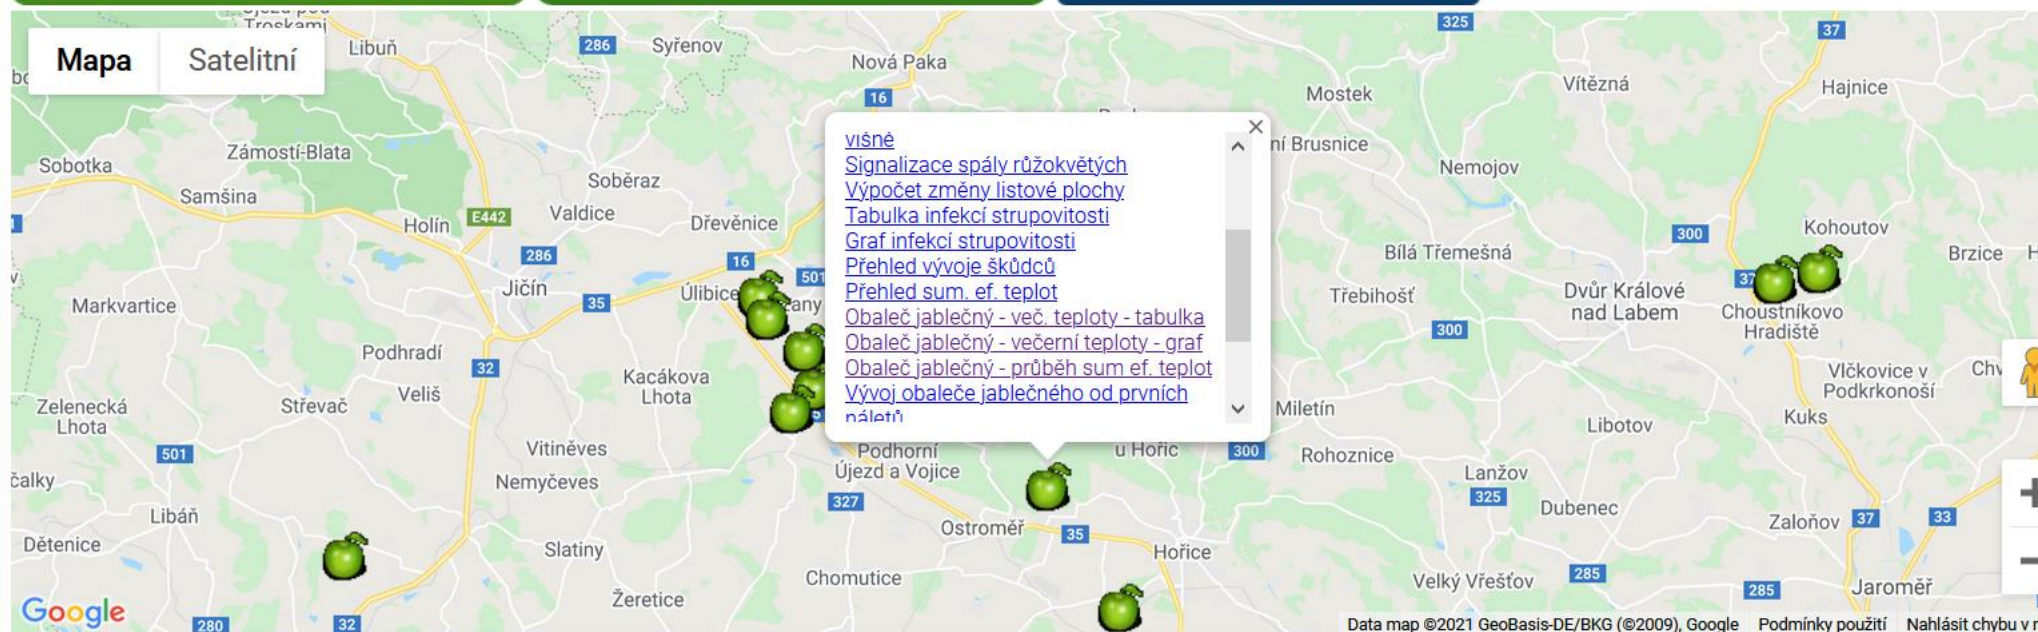 Troskami
Mapa
Satelitní
Libuň
286
Syřenov
Nová Paka
325
37
Vítězná
Hajnice
Mostek
16
Sobotka
Zámostí-Blata
Samšina
Soběraz
Holín
E442
Valdice
Dřevěnice
286
16
501
Jičín
35
Úlibice
Markvartice
Podhradí
32
Kacákova
Lhota
Veliš
Střevač
Zelenecká
Lhota
501
Vitiněves
Nemyčeves
Libáň
Dětenice
Slatiny
Žeretice
280
32
Google
višně
Signalizace spály růžokvětých
Výpočet změny listové plochy
Tabulka infekcí strupovitosti
Graf infekcí strupovitosti
Přehled vývoje škůdců
Přehled sum. ef. teplot
Obaleč jablečný - več. teploty - tabulka
Obaleč jablečný - večerní teploty - graf
Obaleč jablečný - průběh sum ef. teplot
Vývoj obaleče jablečného od prvních
náletů
ní Brusnice
Nemojov
300
Kohoutov
Bílá Třemešná
Brzice
37
Třebihošť
Dvůr Králové
nad Labem
Choustníkovo
Hradiště
300
Vlčkovice v
Podkrkonoší
Miletín
Libotov
Kuks
Podhorní
Újezd a Vojice
u Hořic
300
Rohoznice
Lanžov
325
Dubenec
327
Ostroměř
35
Hořice
Zaloňov
37
33
Chomutice
Velký Vřešťov
285
285
Jaroměř
Data map ©2021 GeoBasis-DE/BKG (©2009), Google
Podmínky použití
Nahlásit chybu v